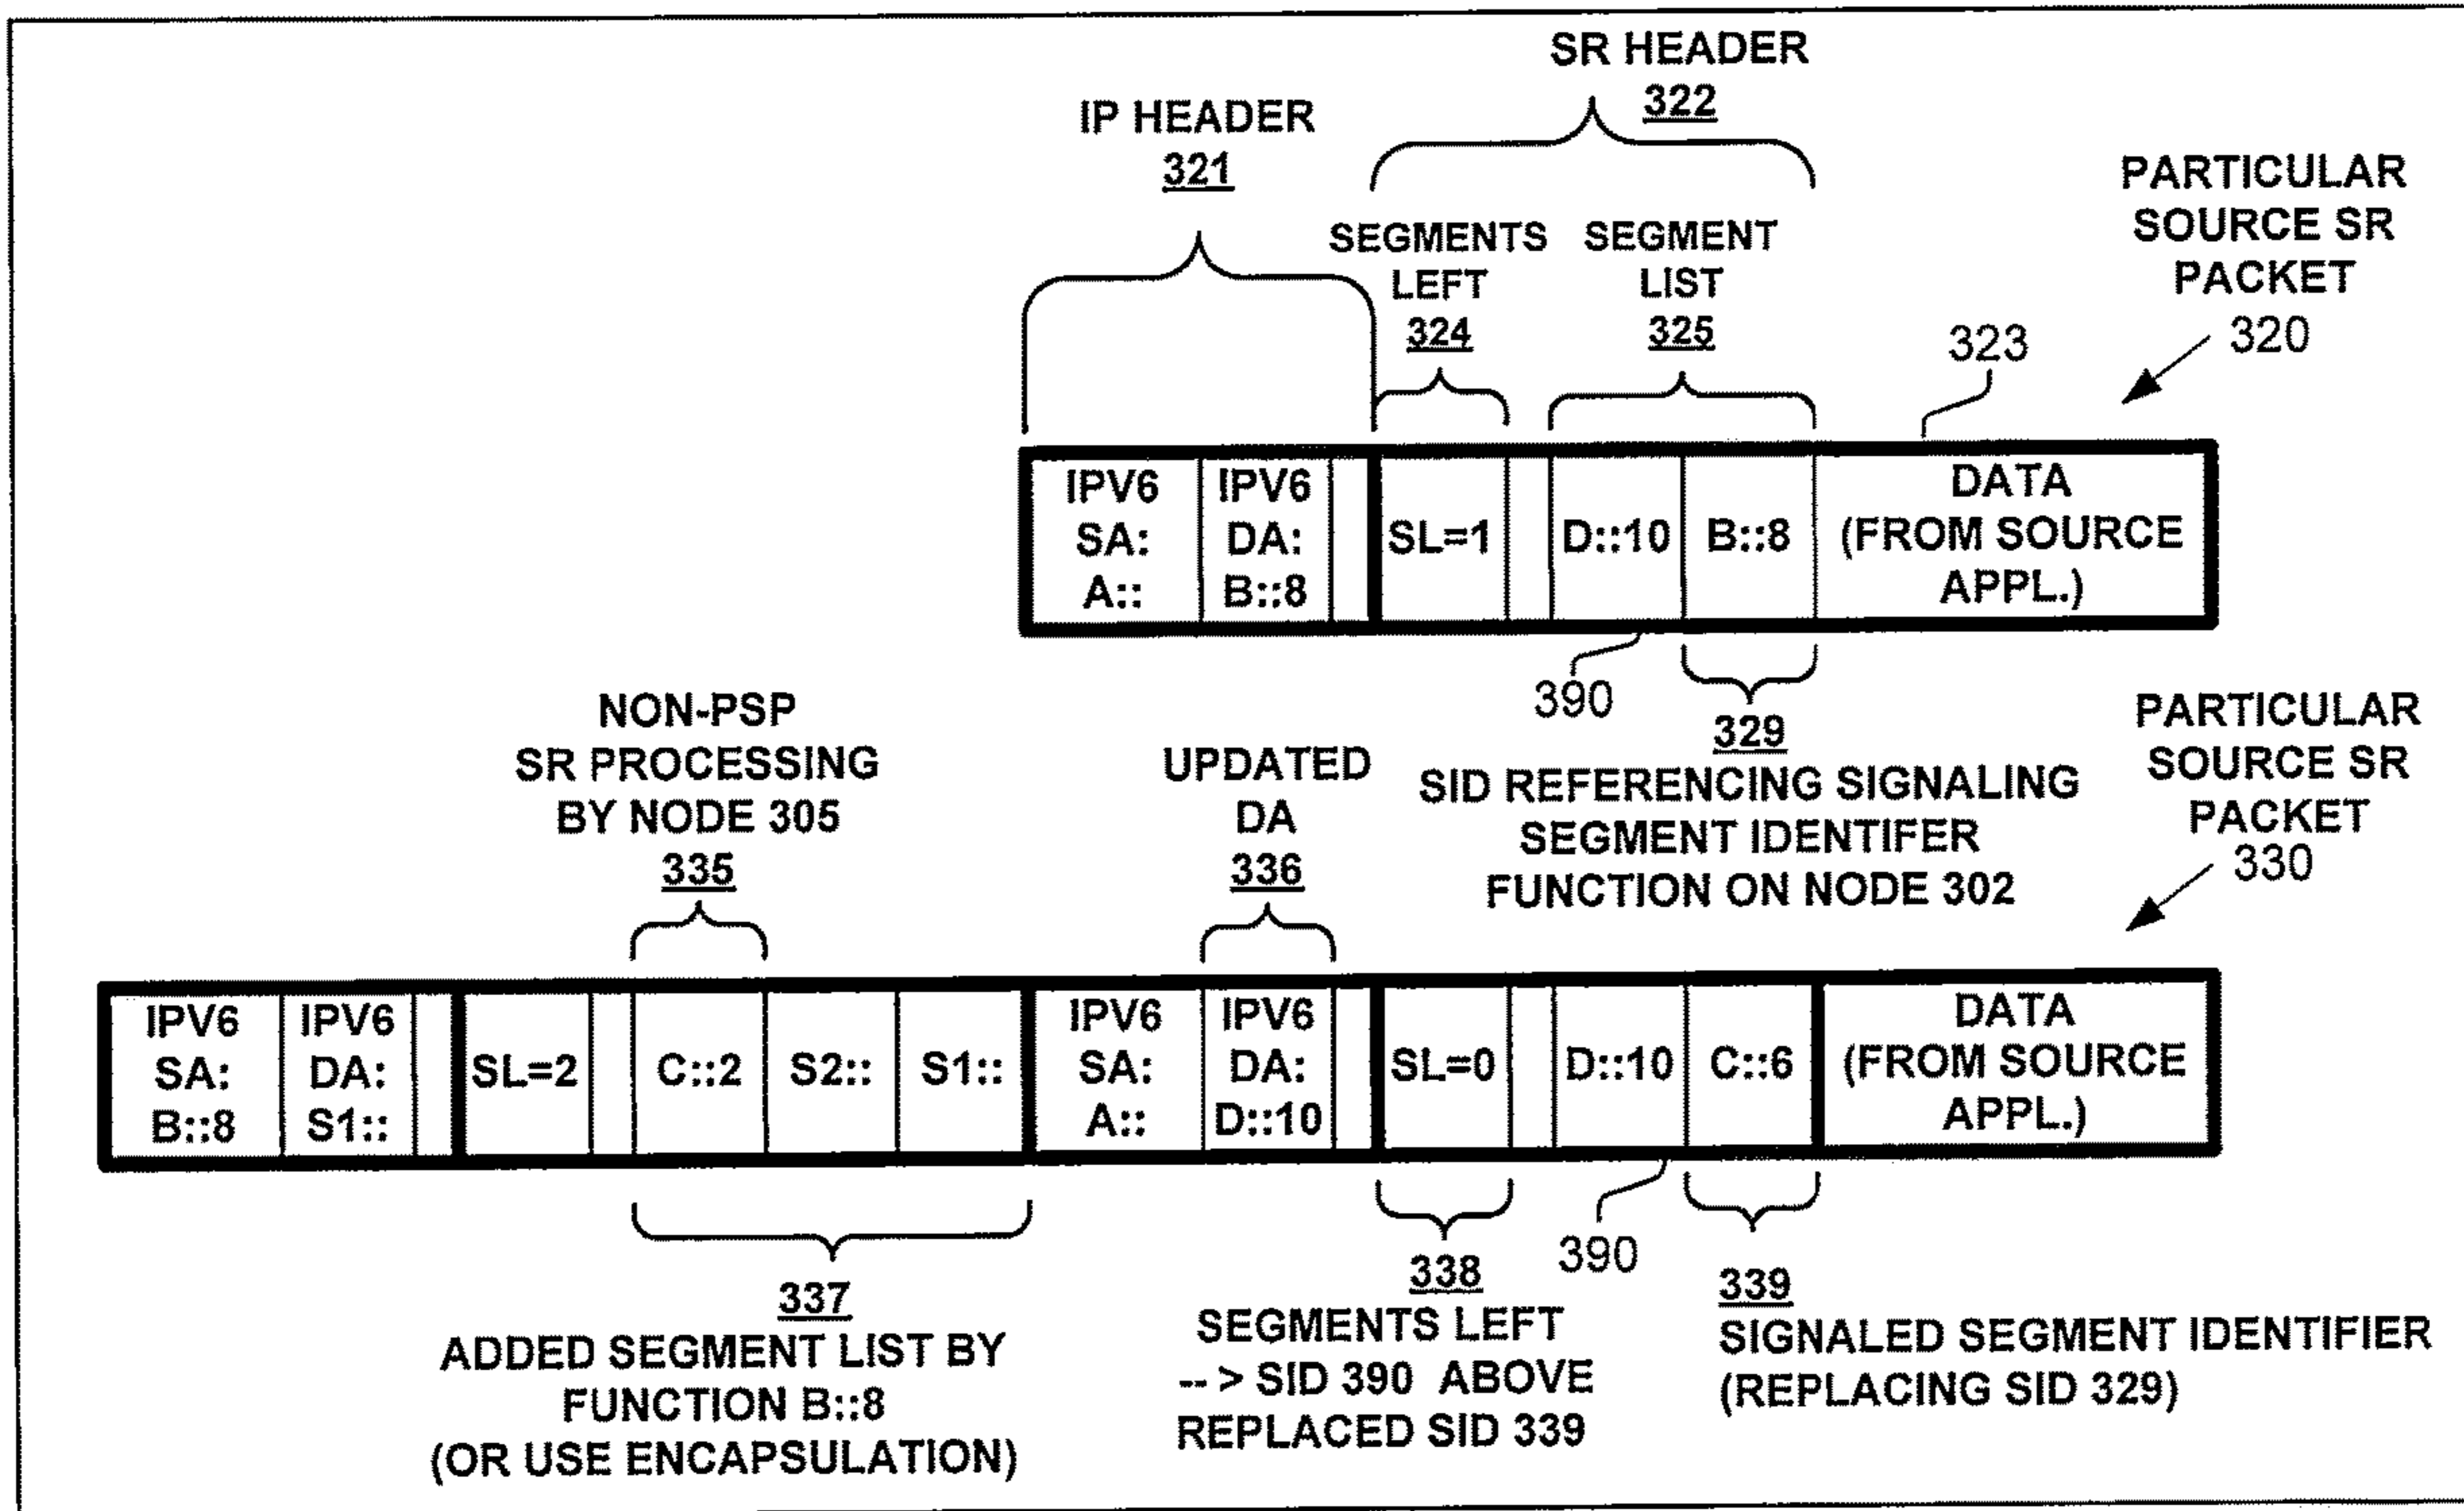 SR HEADER
322
IP HEADER
321
SEGMENTS
LEFT
324
SEGMENT
LIST
325
PARTICULAR
SOURCE SR
PACKET
320
323
IPV6
SA:
A::
IPV6
DA:
B::8
SL=1
D::10
B::8
DATA
(FROM SOURCE
APPL.)
390
329
SID REFERENCING SIGNALING
SEGMENT IDENTIFER
FUNCTION ON NODE 302
NON-PSP
SR PROCESSING
BY NODE 305
335
UPDATED
DA
336
PARTICULAR
SOURCE SR
PACKET
330
IPV6
SA:
B::8
IPV6
DA:
S1::
SL=2
C::2
S2::
S1::
IPV6
SA:
A::
IPV6
DA:
D::10
SL=0
D::10
C::6
DATA
(FROM SOURCE
APPL.)
337
ADDED SEGMENT LIST BY
FUNCTION B::8
(OR USE ENCAPSULATION)
338
SEGMENTS LEFT
-- > SID 390 ABOVE
REPLACED SID 339
390
339
SIGNALED SEGMENT IDENTIFIER
(REPLACING SID 329)